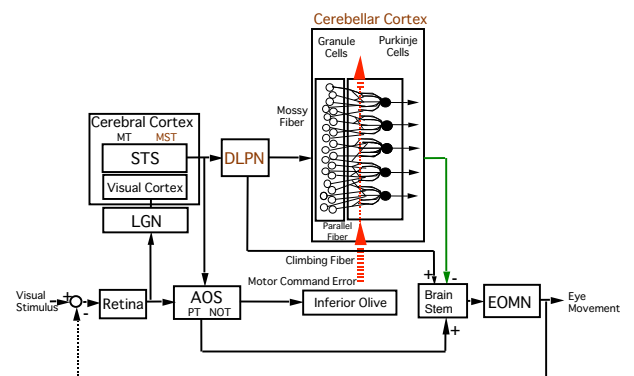 Cerebellar Cortex
Granule
Cells
Purkinje
Cells
Mossy
Fiber
Cerebral Cortex
MT MST
STS
Visual Cortex
DLPN
LGN
Parallel
Fiber
Climbing Fiber
Motor Command Error
Visual
Stimulus
+
-
Retina
AOS
PT NOT
Inferior Olive
+
-
Brain
Stem
+
EOMN
Eye
Movement